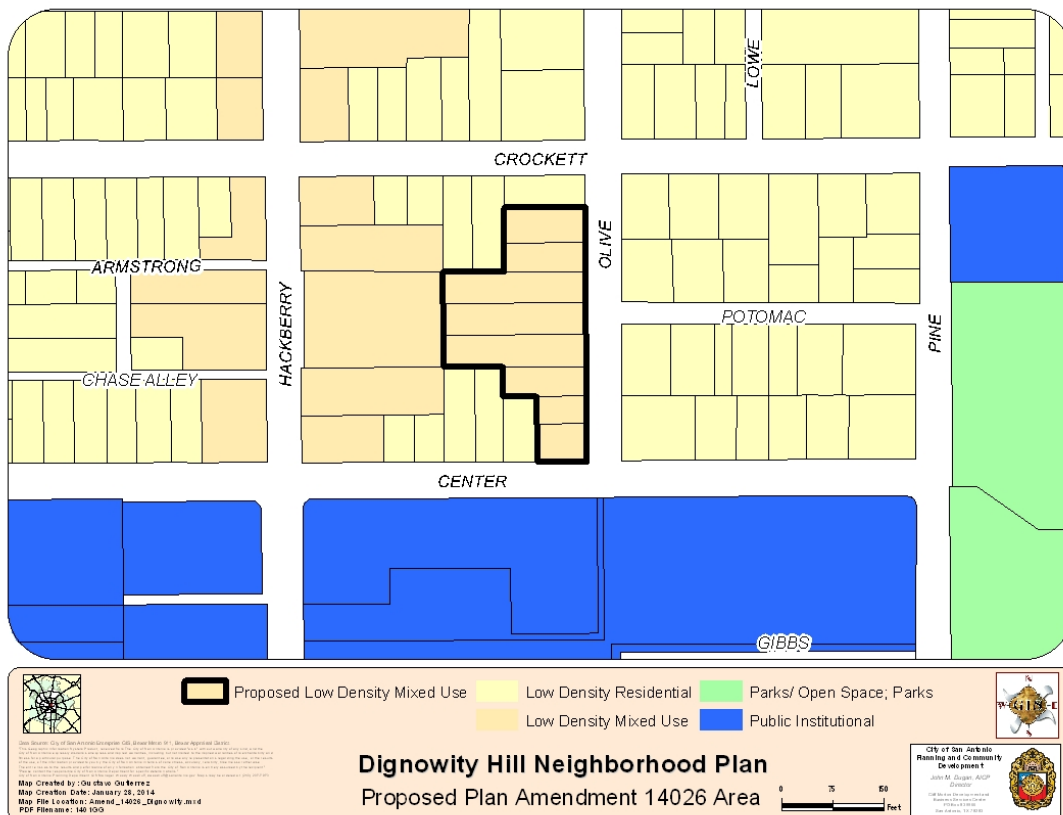 LOWE
CROCKETT
OLIVE
ARMSTRONG
HACKBERRY
POTOMAC
PINE
CHASE ALLEY
CENTER
GIBBS
Proposed Low Density Mixed Use
Low Density Residential
Parks/ Open Space; Parks
Low Density Mixed Use
Public Institutional
W GIS E
Map Created by: Gustavo Gutierrez
Map Creation Date: January 28, 2014
Map File Location: Amend_14026_Dignowity.mxd
PDF Filename: 1401GG
Dignowity Hill Neighborhood Plan
Proposed Plan Amendment 14026 Area
0 75 150
Feet
City of San Antonio
Planning and Community
Development
John M. Dugan, AICP
Director